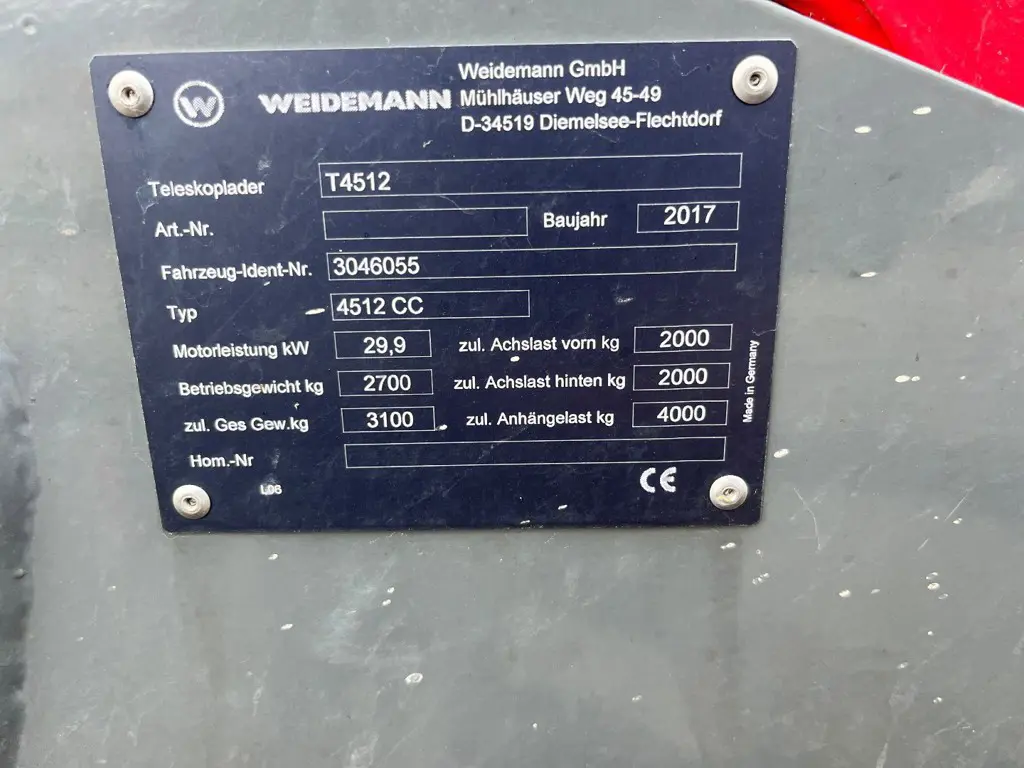 Weidemann GmbH
W WEIDEMANN Mühlhäuser Weg 45-49
D-34519 Diemelsee-Flechtdorf
Teleskoplader T4512
Art.-Nr. Baujahr 2017
Fahrzeug-Ident-Nr. 3046055
Typ 4512 CC
Motorleistung kW 29,9 zul. Achslast vorn kg 2000
Betriebsgewicht kg 2700 zul. Achslast hinten kg 2000
zul. Ges Gew.kg 3100 zul. Anhängelast kg 4000
Hom.-Nr
L06
CE
Made in Germany